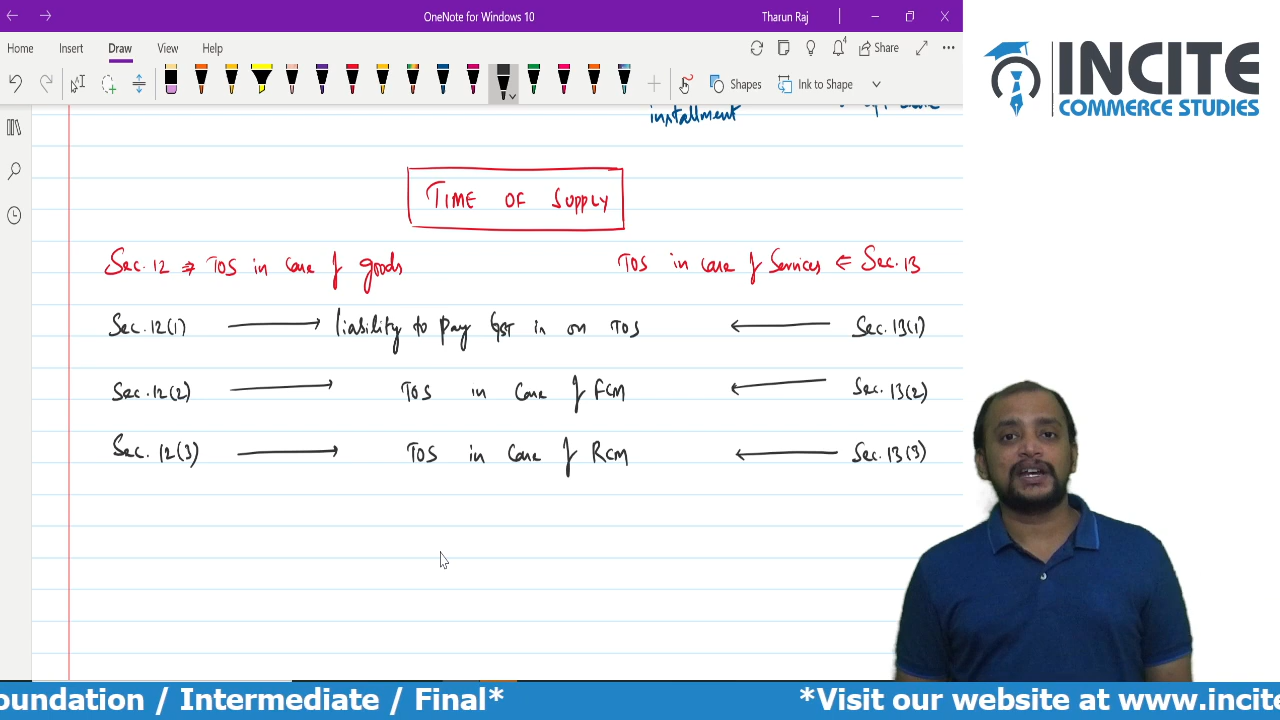 OneNote for Windows 10
Tharun Raj
Home Insert Draw View Help
4
Share
Shapes
Ink to Shape
INCITE
COMMERCE STUDIES
installment
TIME OF SUPPLY
Sec. 12 ⇒ TOS in case of goods
TOS in case of Services ⇐ Sec. 13
Sec. 12(1) → liability to pay GST is on TOS ← Sec. 13(1)
Sec. 12(2) → TOS in case of FCM ← Sec. 13(2)
Sec. 12(3) → TOS in case of RCM ← Sec. 13(3)
oundation / Intermediate / Final* *Visit our website at www.incite